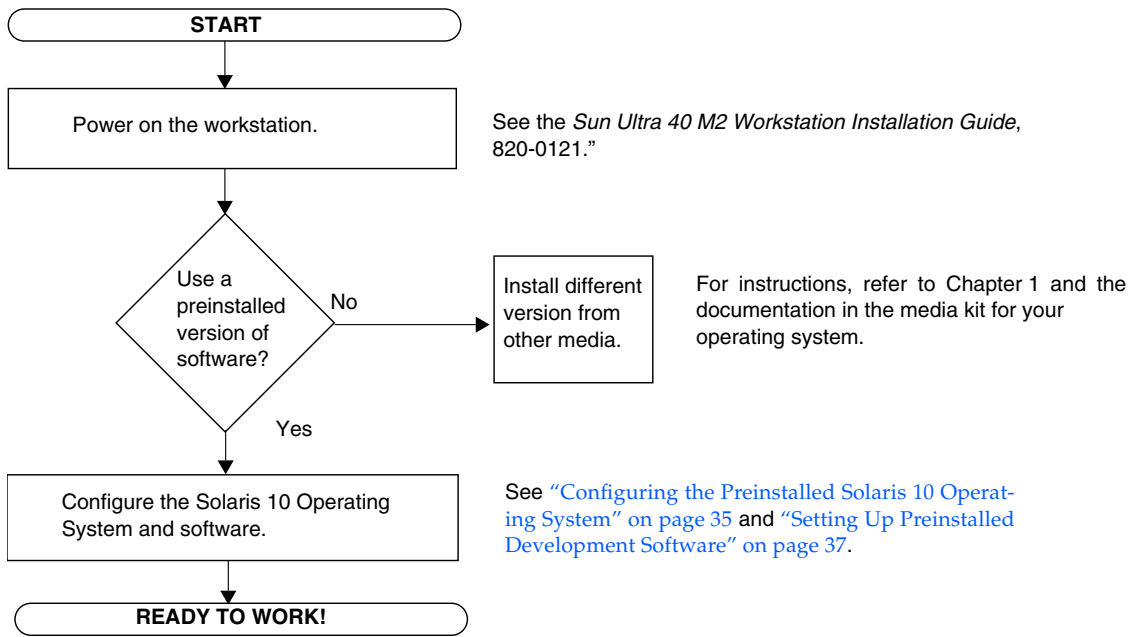 START
Power on the workstation.
See the Sun Ultra 40 M2 Workstation Installation Guide,
820-0121.”
Use a
preinstalled
version of
software?
No
Install different
version from
other media.
For instructions, refer to Chapter 1 and the
documentation in the media kit for your
operating system.
Yes
Configure the Solaris 10 Operating
System and software.
See “Configuring the Preinstalled Solaris 10 Operat-
ing System” on page 35 and “Setting Up Preinstalled
Development Software” on page 37.
READY TO WORK!